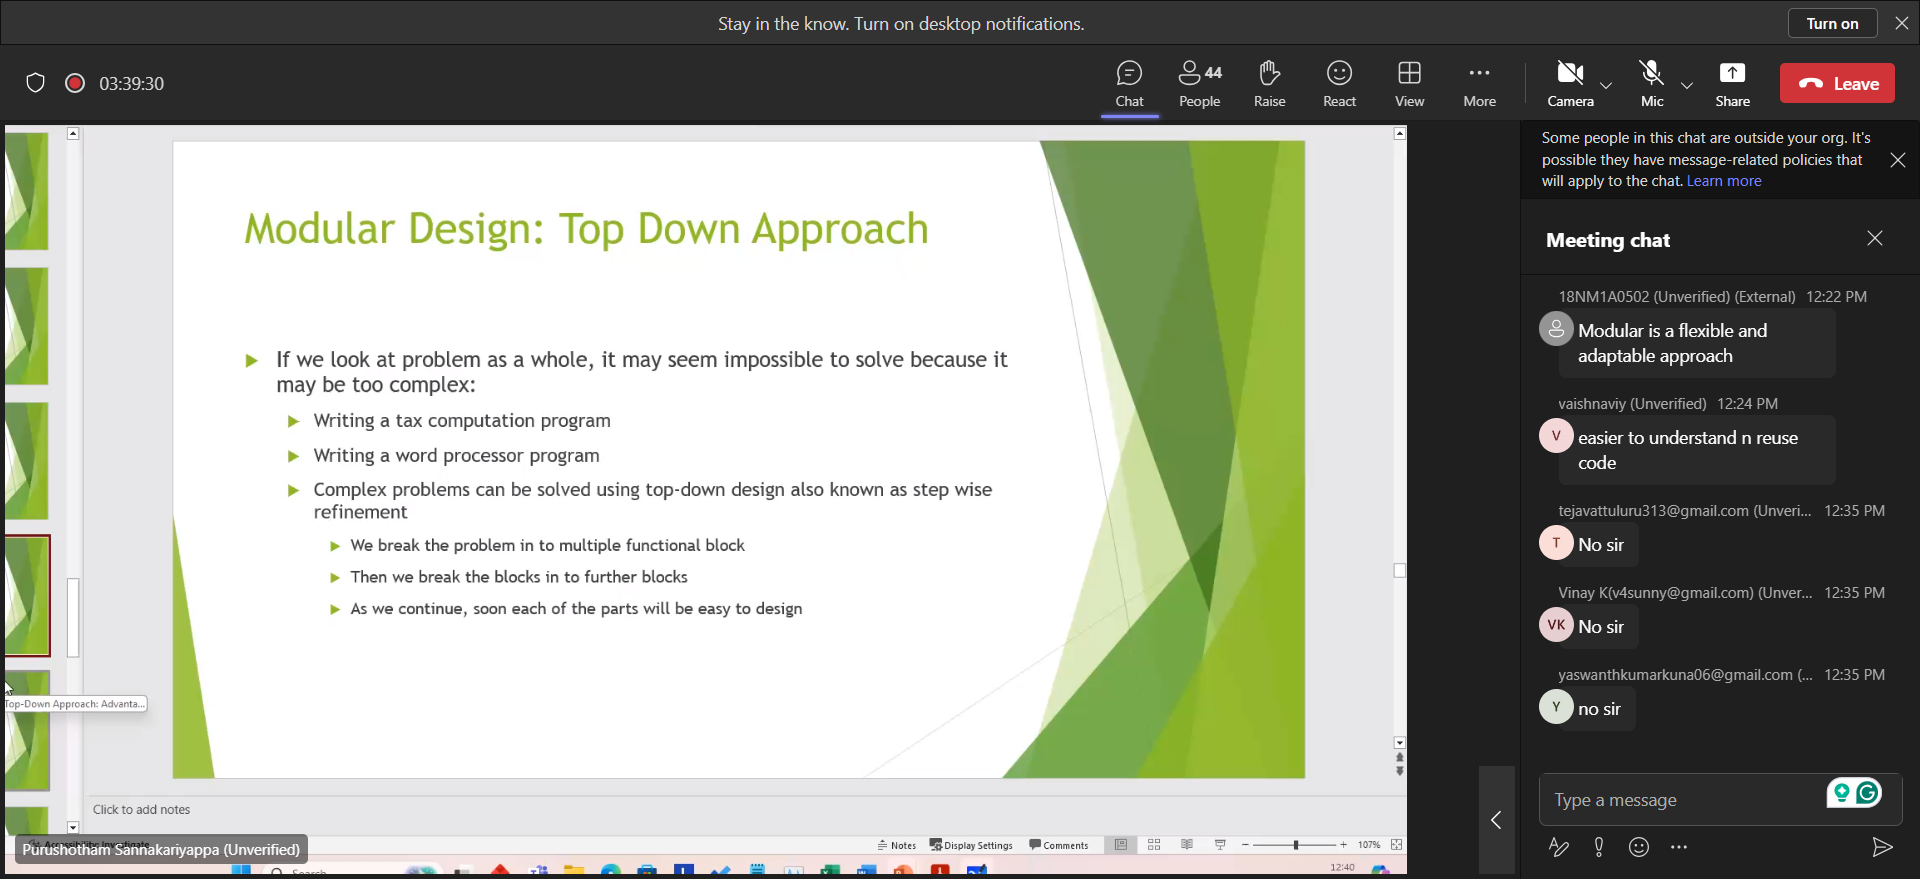 Stay in the know. Turn on desktop notifications.
Turn on
03:39:30
Chat
44
People
Raise
React
View
More
Camera
Mic
Share
Leave
Modular Design: Top Down Approach
If we look at problem as a whole, it may seem impossible to solve because it
may be too complex:
Writing a tax computation program
Writing a word processor program
Complex problems can be solved using top-down design also known as step wise
refinement
We break the problem in to multiple functional block
Then we break the blocks in to further blocks
As we continue, soon each of the parts will be easy to design
Top-Down Approach: Advanta...
Click to add notes
Purushotham Sannakariyappa (Unverified)
Notes
Display Settings
Comments
107%
Search
12:40
Some people in this chat are outside your org. It's
possible they have message-related policies that
will apply to the chat. Learn more
Meeting chat
18NM1A0502 (Unverified) (External) 12:22 PM
Modular is a flexible and
adaptable approach
vaishnaviy (Unverified) 12:24 PM
V
easier to understand n reuse
code
tejavattuluru313@gmail.com (Unveri... 12:35 PM
T
No sir
Vinay K(v4sunny@gmail.com) (Unver... 12:35 PM
VK
No sir
yaswanthkumarkuna06@gmail.com (... 12:35 PM
Y
no sir
Type a message